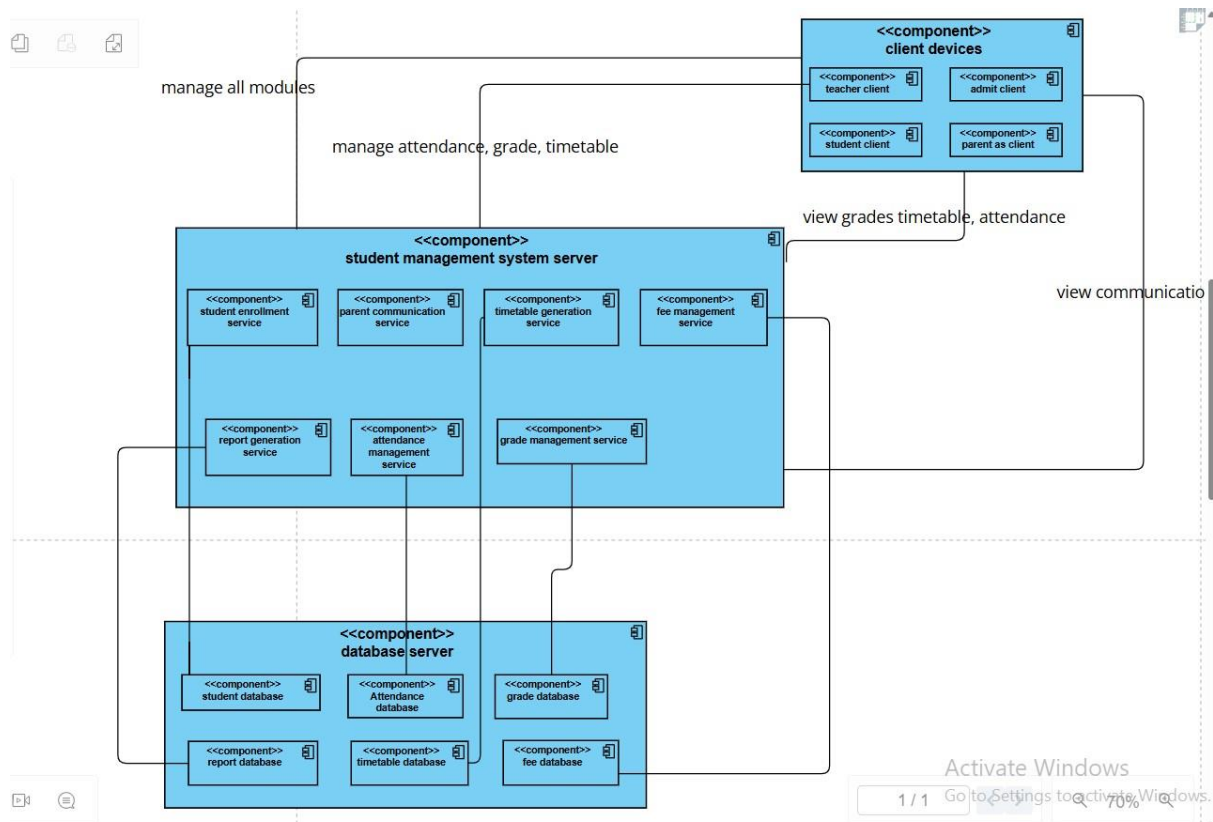 <<component>>
client devices
<<component>>
teacher client
<<component>>
admit client
<<component>>
student client
<<component>>
parent as client
manage all modules
manage attendance, grade, timetable
view grades timetable, attendance
view communicatio
<<component>>
student management system server
<<component>>
student enrollment
service
<<component>>
parent communication
service
<<component>>
timetable generation
service
<<component>>
fee management
service
<<component>>
report generation
service
<<component>>
attendance
management
service
<<component>>
grade management service
<<component>>
database server
<<component>>
student database
<<component>>
Attendance
database
<<component>>
grade database
<<component>>
report database
<<component>>
timetable database
<<component>>
fee database
Activate Windows
Go to Settings to activate Windows.
1 / 1
70%